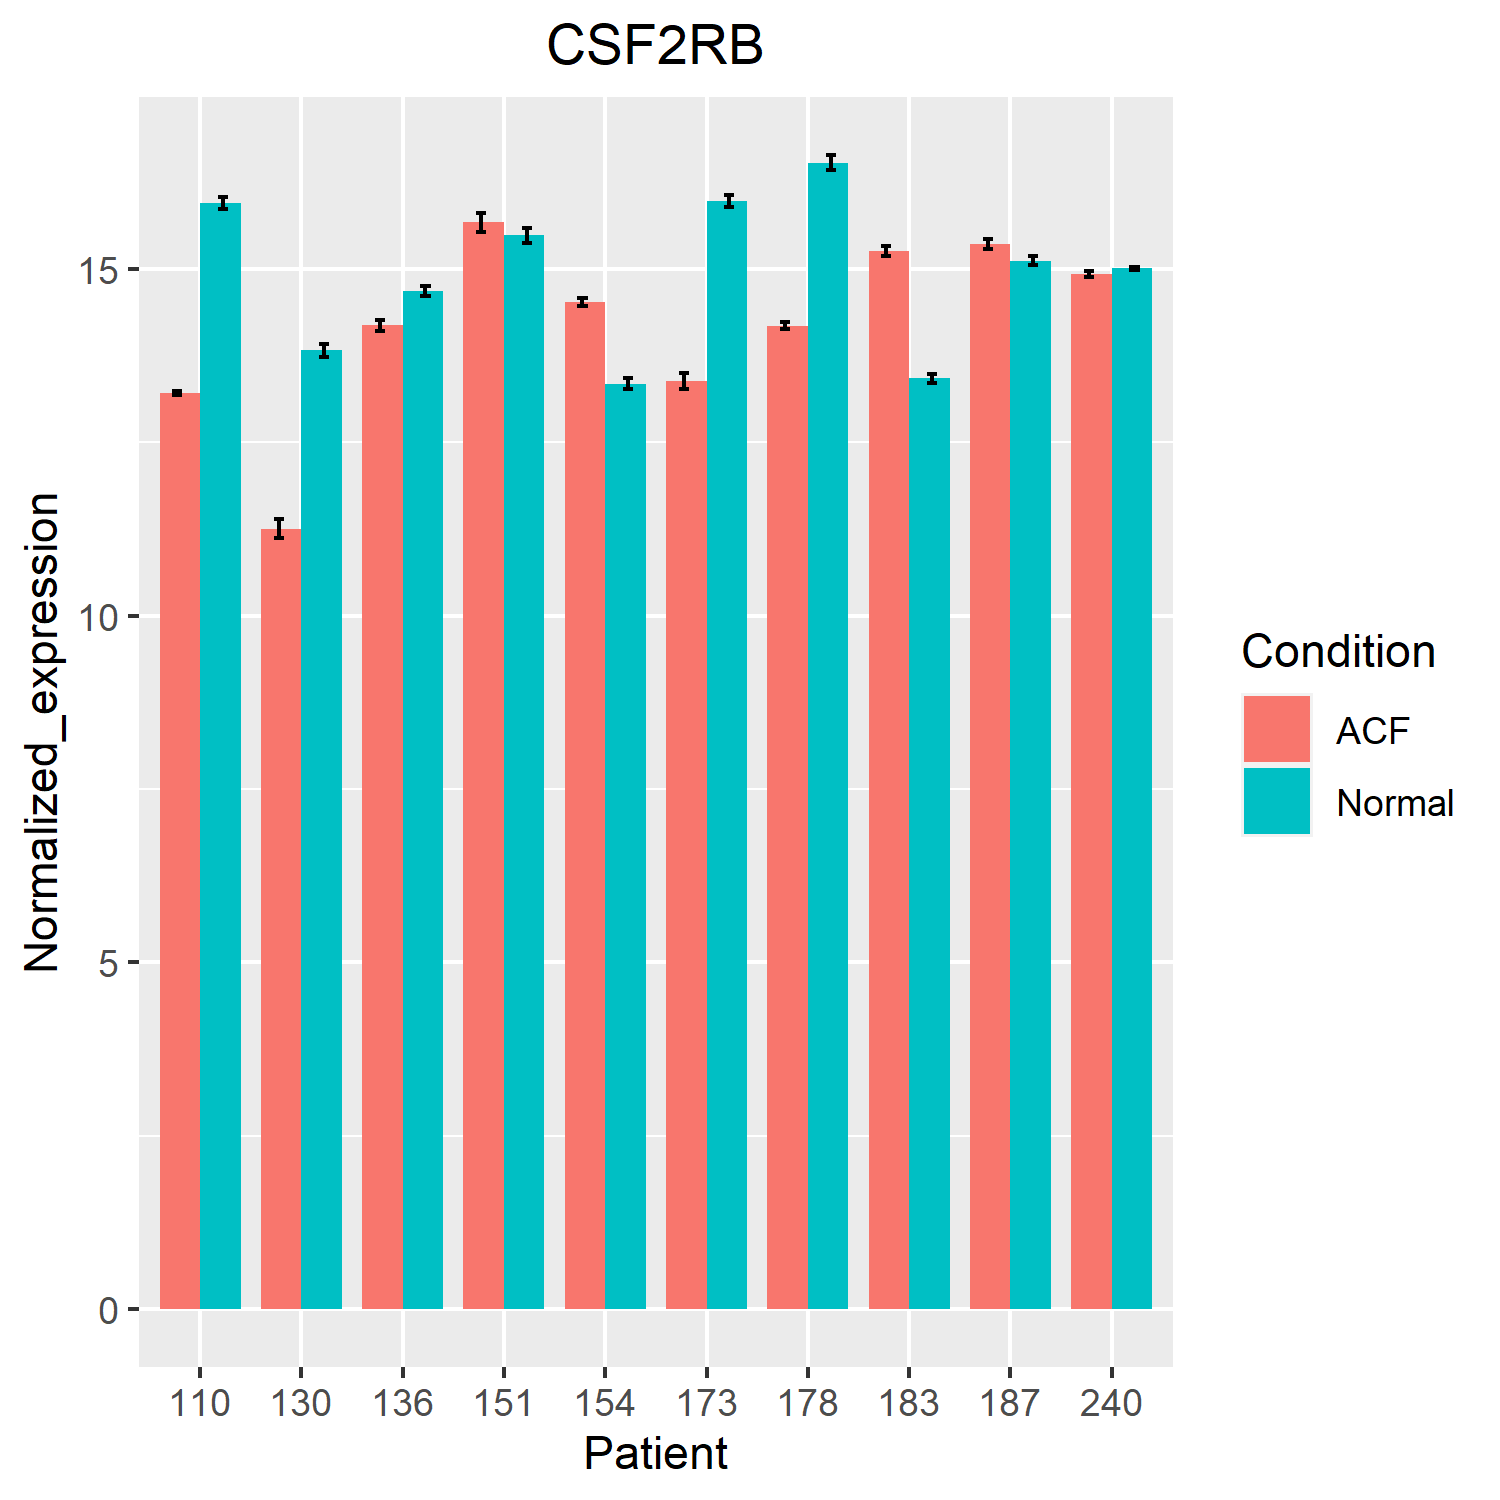 CSF2RB
Normalized_expression
15
10
5
0
110 130 136 151 154 173 178 183 187 240
Patient
Condition
ACF
Normal